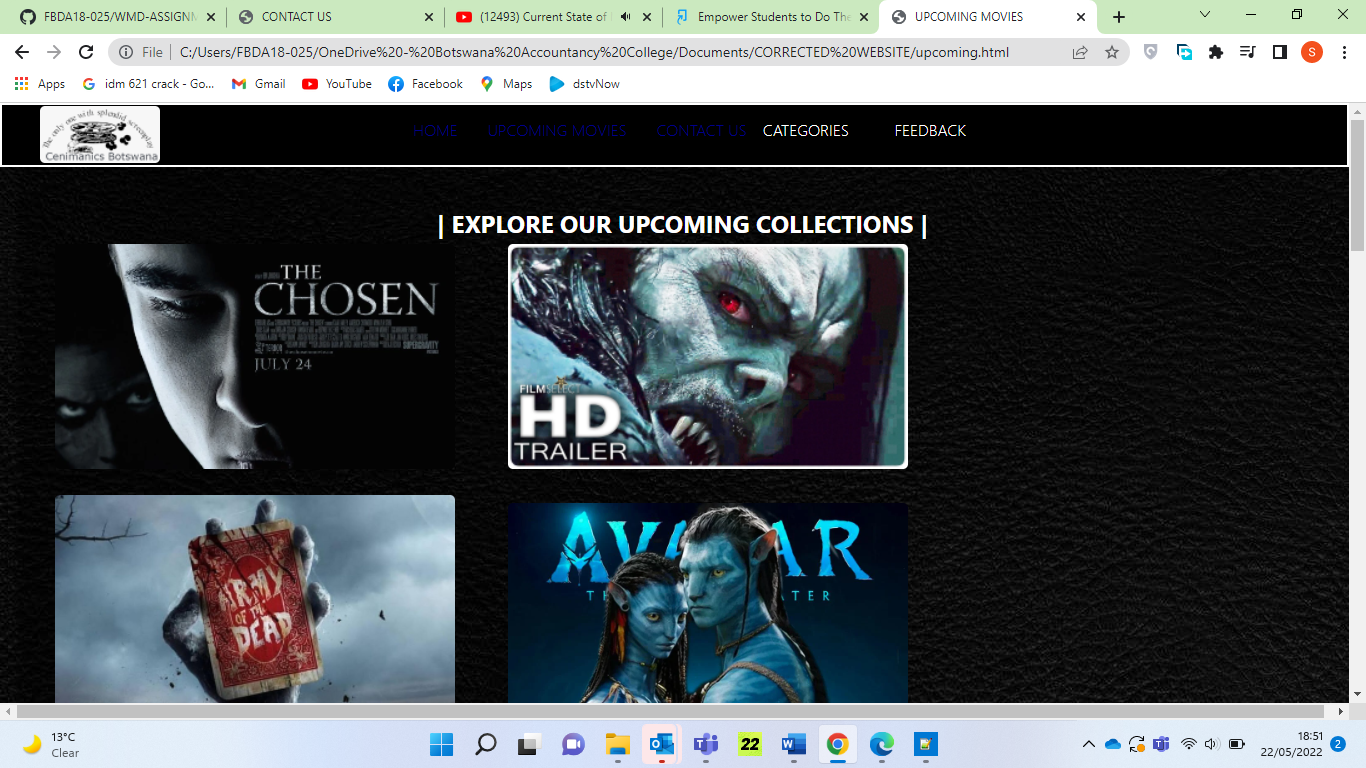 FBDA18-025/WMD-ASSIGNM
CONTACT US
(12493) Current State of
Empower Students to Do The
UPCOMING MOVIES
File
C:/Users/FBDA18-025/OneDrive%20-%20Botswana%20Accountancy%20College/Documents/CORRECTED%20WEBSITE/upcoming.html
S
Apps
idm 621 crack - Go...
Gmail
YouTube
Facebook
Maps
dstvNow
The only one with splendid screenplay
Cenimanics Botswana
HOME
UPCOMING MOVIES
CONTACT US
CATEGORIES
FEEDBACK
| EXPLORE OUR UPCOMING COLLECTIONS |
THE
CHOSEN
SUPERGRAVITY
JULY 24
FILMSELECT
HD
TRAILER
ARMY
OF THE
DEAD
AVATAR
TH
TER
13°C
Clear
22
18:51
22/05/2022
2